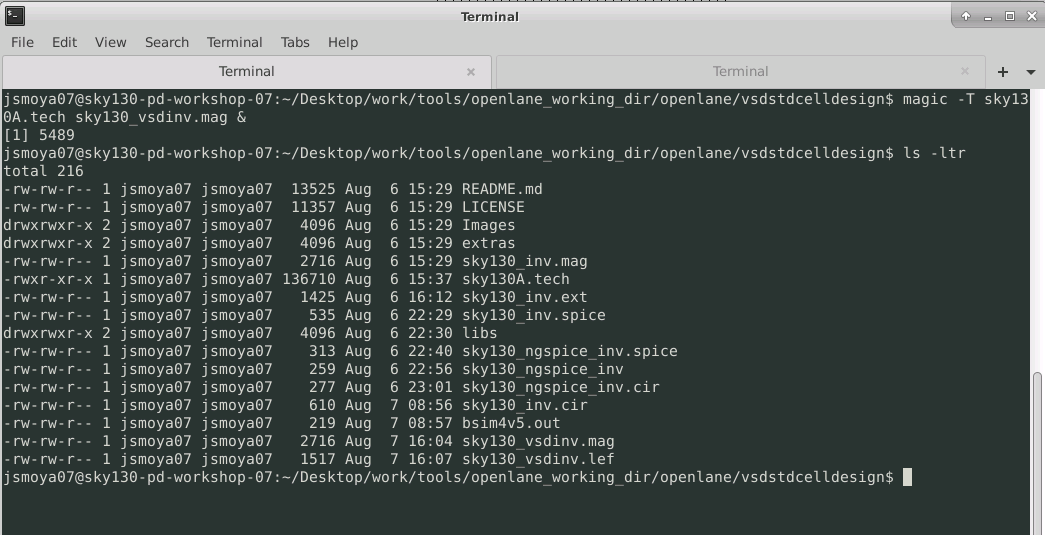 Terminal
File Edit View Search Terminal Tabs Help
Terminal Terminal
jsmoya07@sky130-pd-workshop-07:~/Desktop/work/tools/openlane_working_dir/openlane/vsdstdcelldesign$ magic -T sky13
0A.tech sky130_vsdinv.mag &
[1] 5489
jsmoya07@sky130-pd-workshop-07:~/Desktop/work/tools/openlane_working_dir/openlane/vsdstdcelldesign$ ls -ltr
total 216
-rw-rw-r-- 1 jsmoya07 jsmoya07  13525 Aug  6 15:29 README.md
-rw-rw-r-- 1 jsmoya07 jsmoya07  11357 Aug  6 15:29 LICENSE
drwxrwxr-x 2 jsmoya07 jsmoya07   4096 Aug  6 15:29 Images
drwxrwxr-x 2 jsmoya07 jsmoya07   4096 Aug  6 15:29 extras
-rw-rw-r-- 1 jsmoya07 jsmoya07   2716 Aug  6 15:29 sky130_inv.mag
-rwxr-xr-x 1 jsmoya07 jsmoya07 136710 Aug  6 15:37 sky130A.tech
-rw-rw-r-- 1 jsmoya07 jsmoya07   1425 Aug  6 16:12 sky130_inv.ext
-rw-rw-r-- 1 jsmoya07 jsmoya07    535 Aug  6 22:29 sky130_inv.spice
drwxrwxr-x 2 jsmoya07 jsmoya07   4096 Aug  6 22:30 libs
-rw-rw-r-- 1 jsmoya07 jsmoya07    313 Aug  6 22:40 sky130_ngspice_inv.spice
-rw-rw-r-- 1 jsmoya07 jsmoya07    259 Aug  6 22:56 sky130_ngspice_inv
-rw-rw-r-- 1 jsmoya07 jsmoya07    277 Aug  6 23:01 sky130_ngspice_inv.cir
-rw-rw-r-- 1 jsmoya07 jsmoya07    610 Aug  7 08:56 sky130_inv.cir
-rw-rw-r-- 1 jsmoya07 jsmoya07    219 Aug  7 08:57 bsim4v5.out
-rw-rw-r-- 1 jsmoya07 jsmoya07   2716 Aug  7 16:04 sky130_vsdinv.mag
-rw-rw-r-- 1 jsmoya07 jsmoya07   1517 Aug  7 16:07 sky130_vsdinv.lef
jsmoya07@sky130-pd-workshop-07:~/Desktop/work/tools/openlane_working_dir/openlane/vsdstdcelldesign$